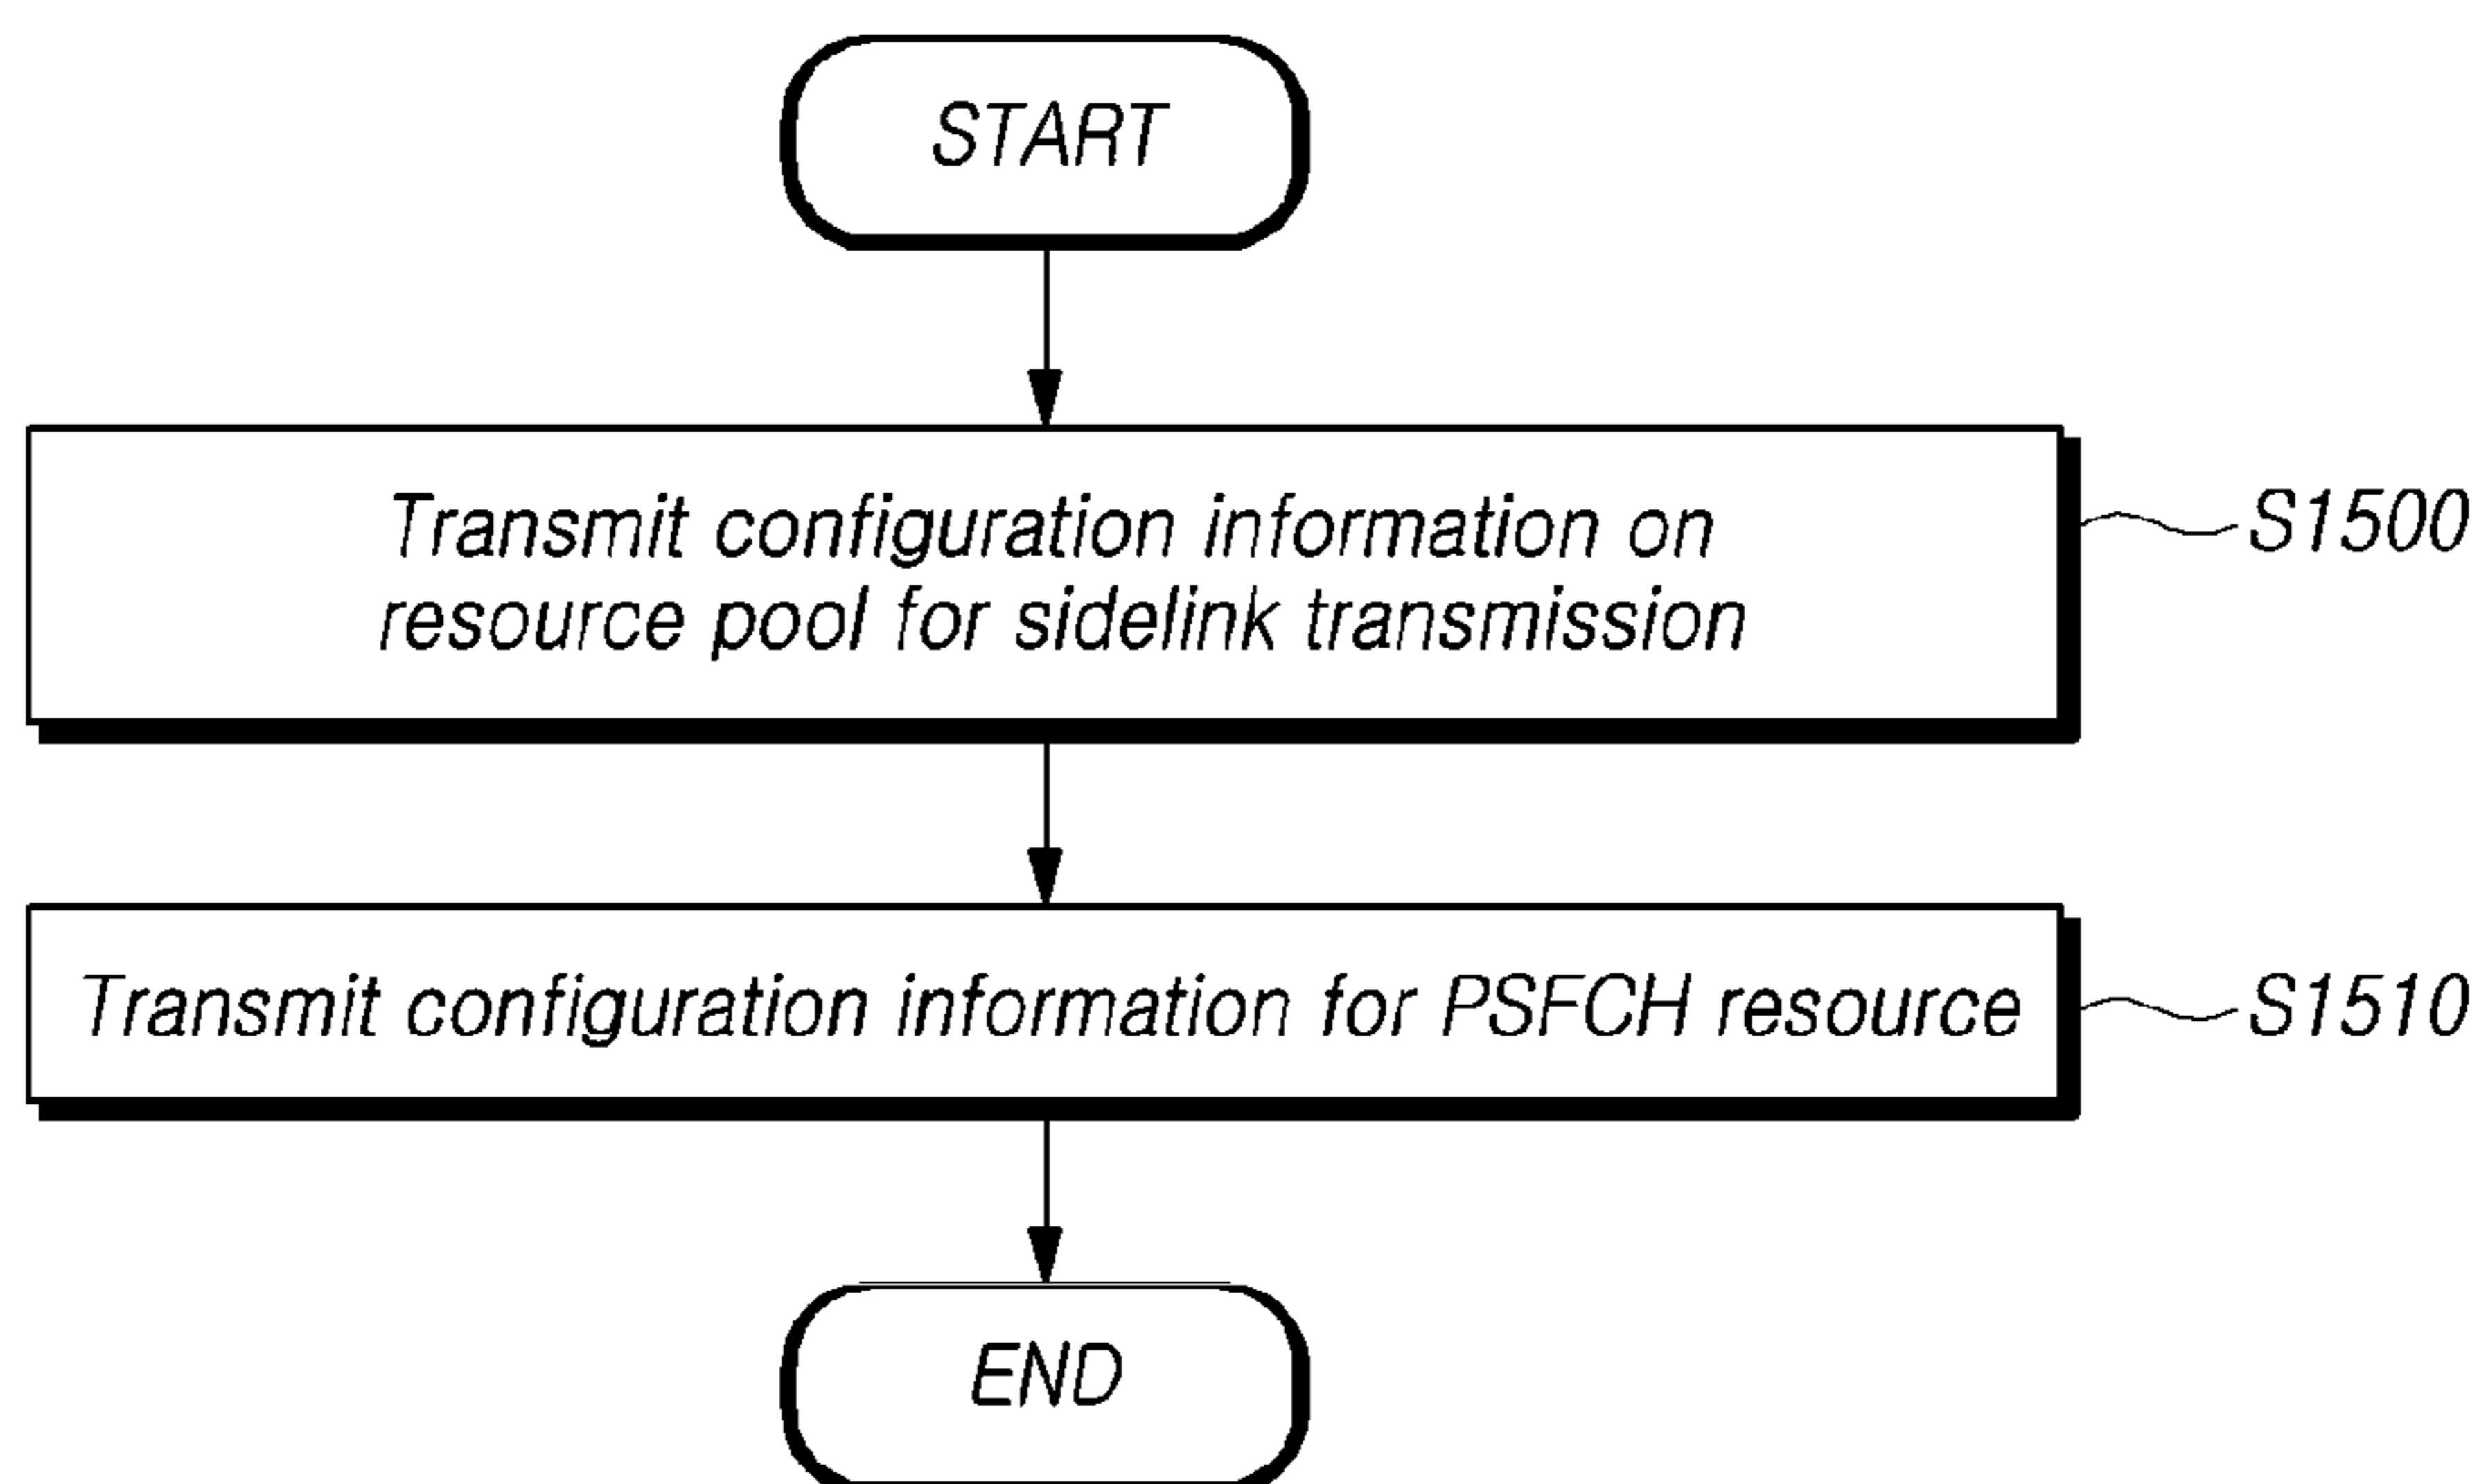 START
Transmit configuration information on
resource pool for sidelink transmission
S1500
Transmit configuration information for PSFCH resource
S1510
END